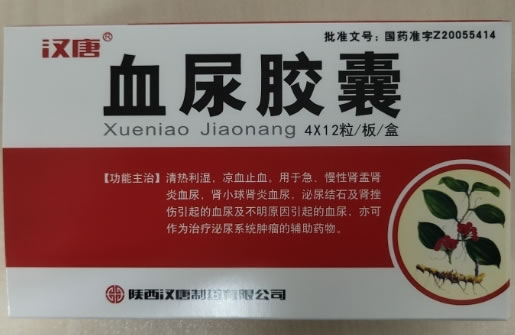 汉唐®
批准文号：国药准字Z20055414
血尿胶囊
Xueniao Jiaonang 4X12粒/板/盒
【功能主治】清热利湿，凉血止血。用于急、慢性肾盂肾
炎血尿，肾小球肾炎血尿，泌尿结石及肾挫
伤引起的血尿及不明原因引起的血尿，亦可
作为治疗泌尿系统肿瘤的辅助药物。
陕西汉唐制药有限公司